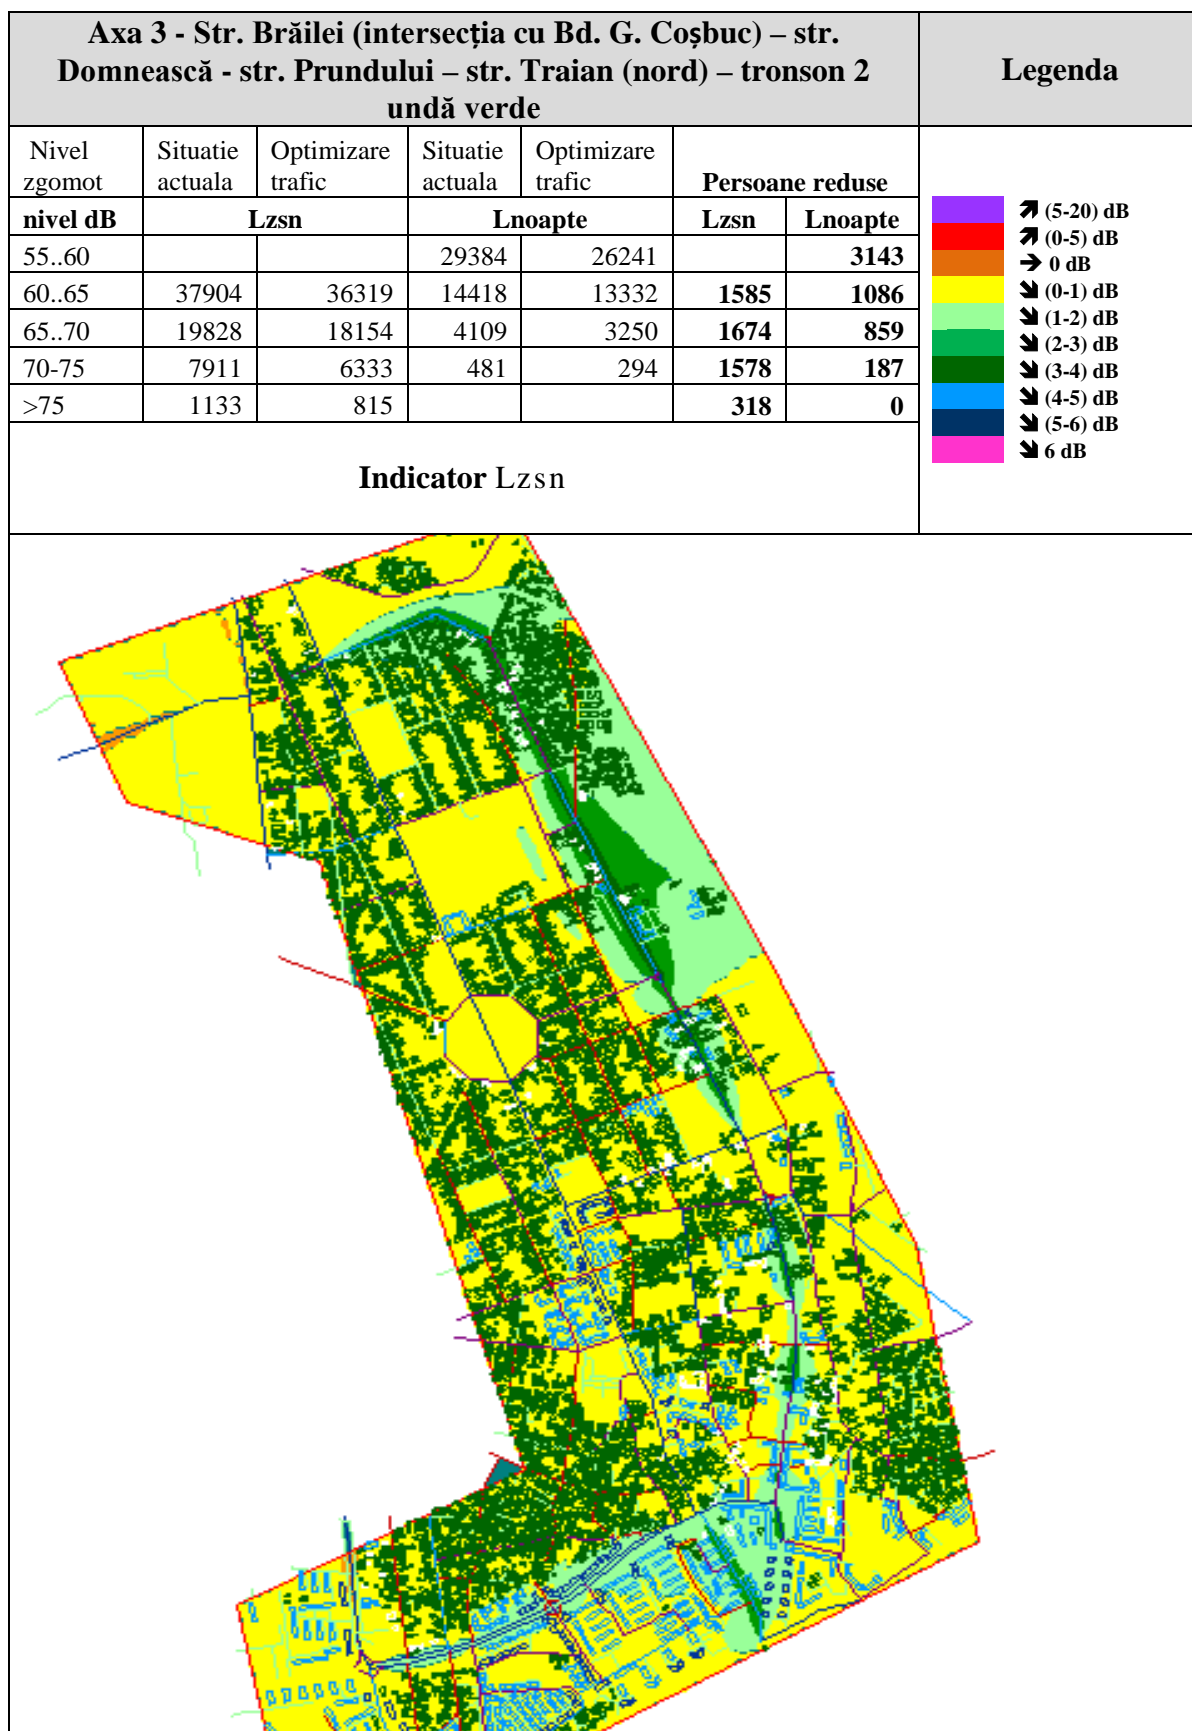 Axa 3 - Str. Brăilei (intersecția cu Bd. G. Coșbuc) – str.
Domnească - str. Prundului – str. Traian (nord) – tronson 2
undă verde
Legenda
Nivel zgomot Situatie actuala Optimizare trafic Situatie actuala Optimizare trafic Persoane reduse
nivel dB Lzsn Lnoapte Lzsn Lnoapte
55..60 29384 26241 3143
60..65 37904 36319 14418 13332 1585 1086
65..70 19828 18154 4109 3250 1674 859
70-75 7911 6333 481 294 1578 187
>75 1133 815 318 0
Indicator Lzsn
🡽 (5-20) dB
🡽 (0-5) dB
🡺 0 dB
🡾 (0-1) dB
🡾 (1-2) dB
🡾 (2-3) dB
🡾 (3-4) dB
🡾 (4-5) dB
🡾 (5-6) dB
🡾 6 dB